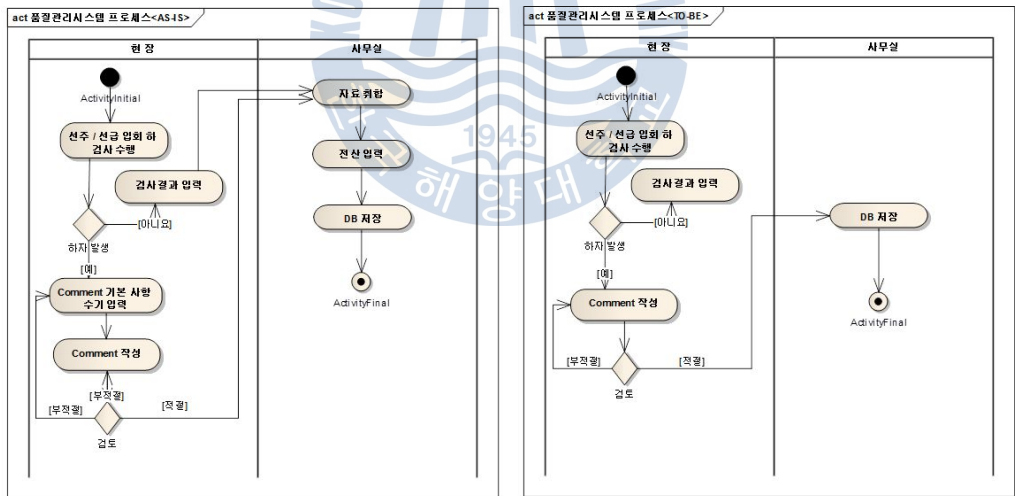 act 품질관리시스템 프로세스<AS-IS>
현 장
사무실
ActivityInitial
선주 / 선급 입회 하
검사 수행
검사결과 입력
[아니요]
하자 발생
[예]
Comment 기본 사항
수기 입력
Comment 작성
[부적절]
[부적절]
[적절]
검토
자료 취합
전산 입력
DB 저장
ActivityFinal
act 품질관리시스템 프로세스<TO-BE>
현 장
사무실
ActivityInitial
선주 / 선급 입회 하
검사 수행
검사결과 입력
[아니요]
하자 발생
[예]
Comment 작성
[부적절]
[적절]
검토
DB 저장
ActivityFinal
1945
해양대